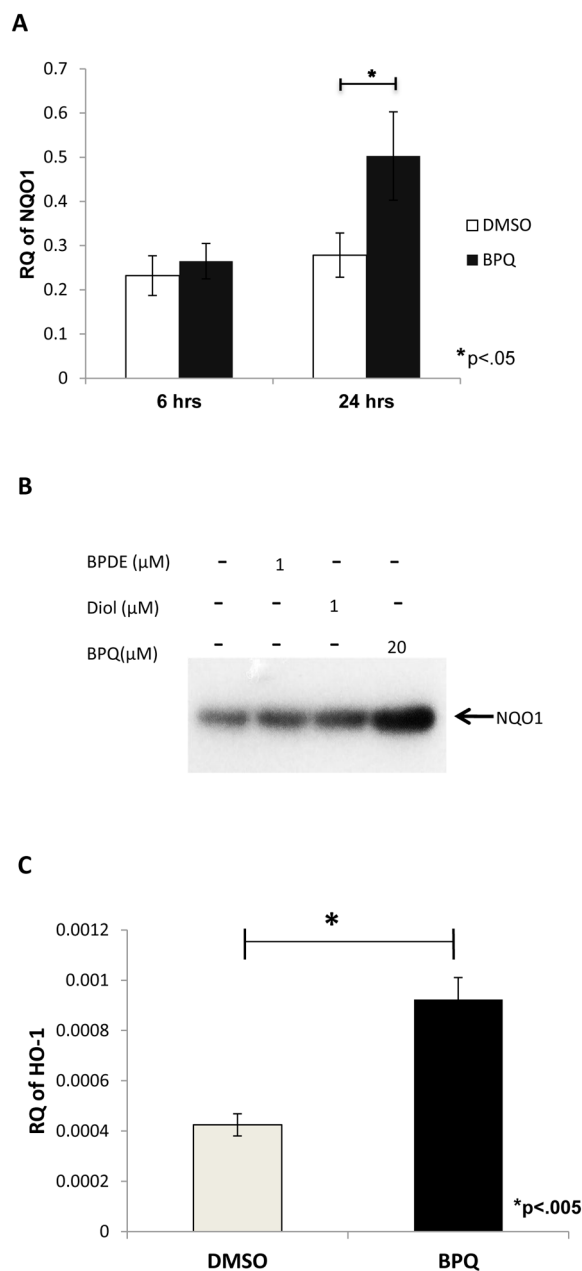 A
RQ of NQO1
0.7
0.6
0.5
0.4
0.3
0.2
0.1
0
*
DMSO
BPQ
*p<.05
6 hrs 24 hrs
B
BPDE (µM) - 1 - -
Diol (µM) - - 1 -
BPQ(µM) - - - 20
NQO1
C
RQ of HO-1
0.0012
0.001
0.0008
0.0006
0.0004
0.0002
0
*
*p<.005
DMSO BPQ